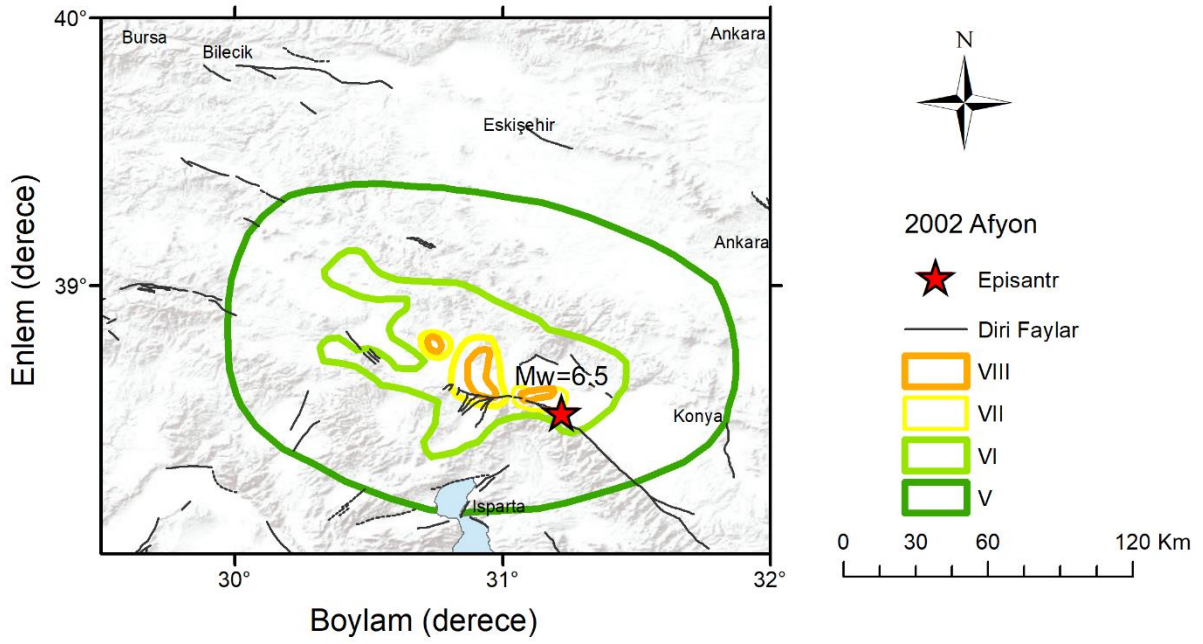 40°
Bursa
Bilecik
Ankara
Eskişehir
Ankara
39°
Mw=6.5
Konya
Isparta
30°
31°
32°
Enlem (derece)
Boylam (derece)
N
2002 Afyon
Episantr
Diri Faylar
VIII
VII
VI
V
0 30 60 120 Km